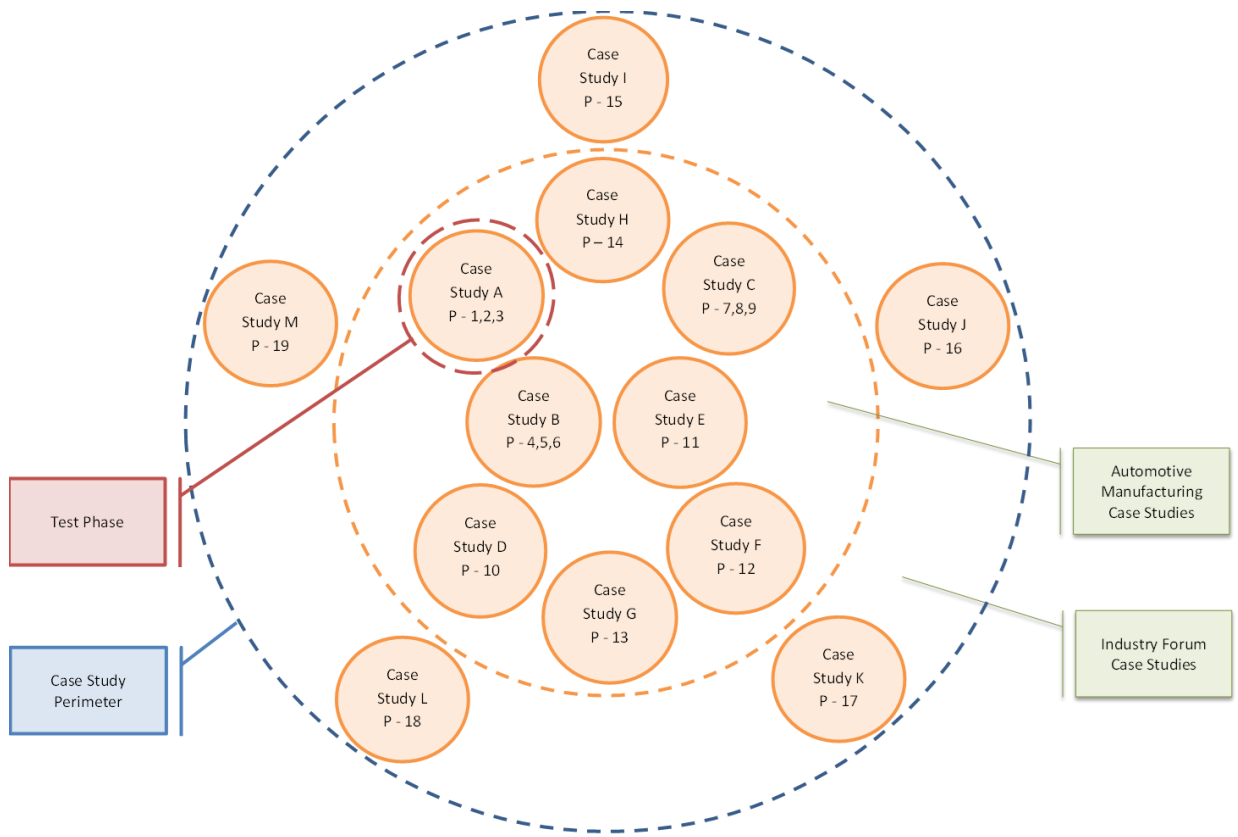 Case
Study I
P - 15
Case
Study H
P – 14
Case
Study A
P - 1,2,3
Case
Study C
P - 7,8,9
Case
Study M
P - 19
Case
Study J
P - 16
Case
Study B
P - 4,5,6
Case
Study E
P - 11
Automotive
Manufacturing
Case Studies
Test Phase
Case
Study D
P - 10
Case
Study F
P - 12
Case
Study G
P - 13
Industry Forum
Case Studies
Case Study
Perimeter
Case
Study L
P - 18
Case
Study K
P - 17